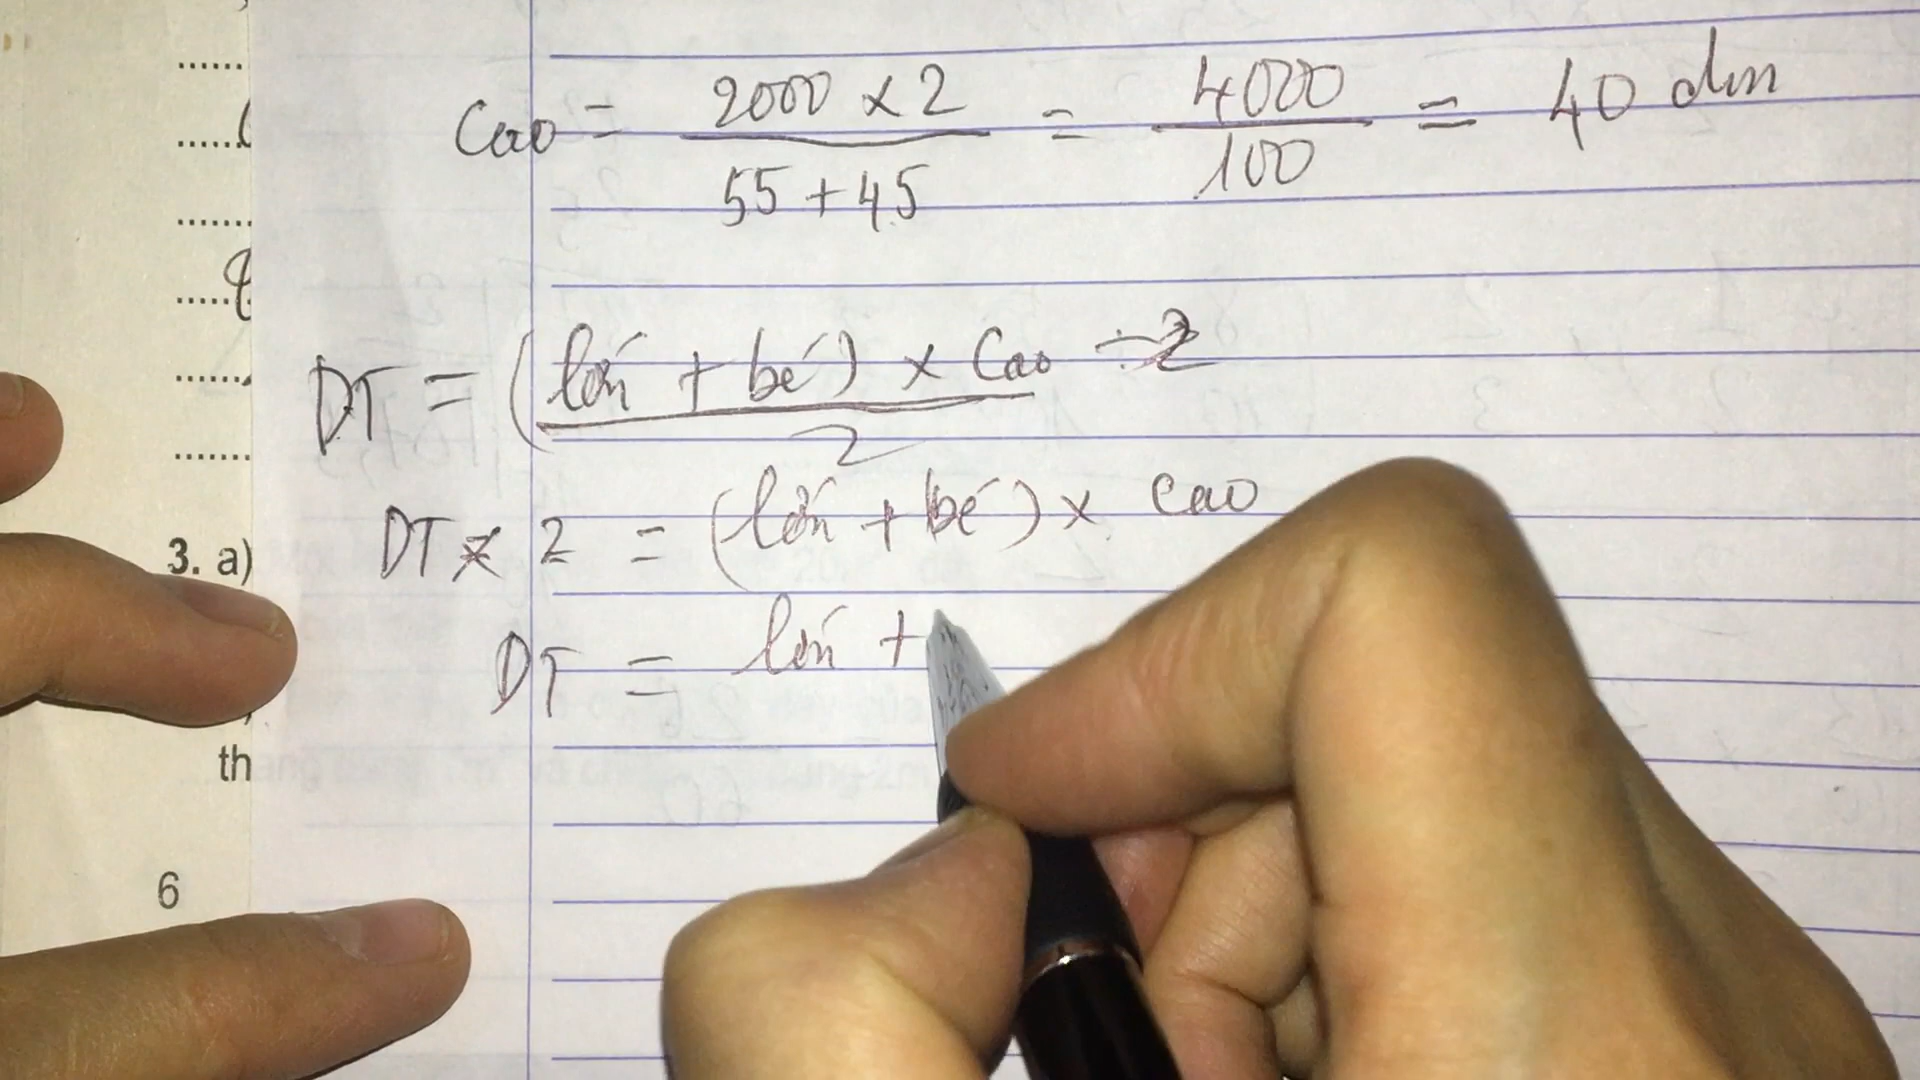 Cao = 2000 x 2 / 55 + 45 = 4000 / 100 = 40 dm
DT = (lớn + bé) x Cao ÷ 2
2
DT x 2 = (lớn + bé) x cao
3. a)
DT = lớn +
th
6